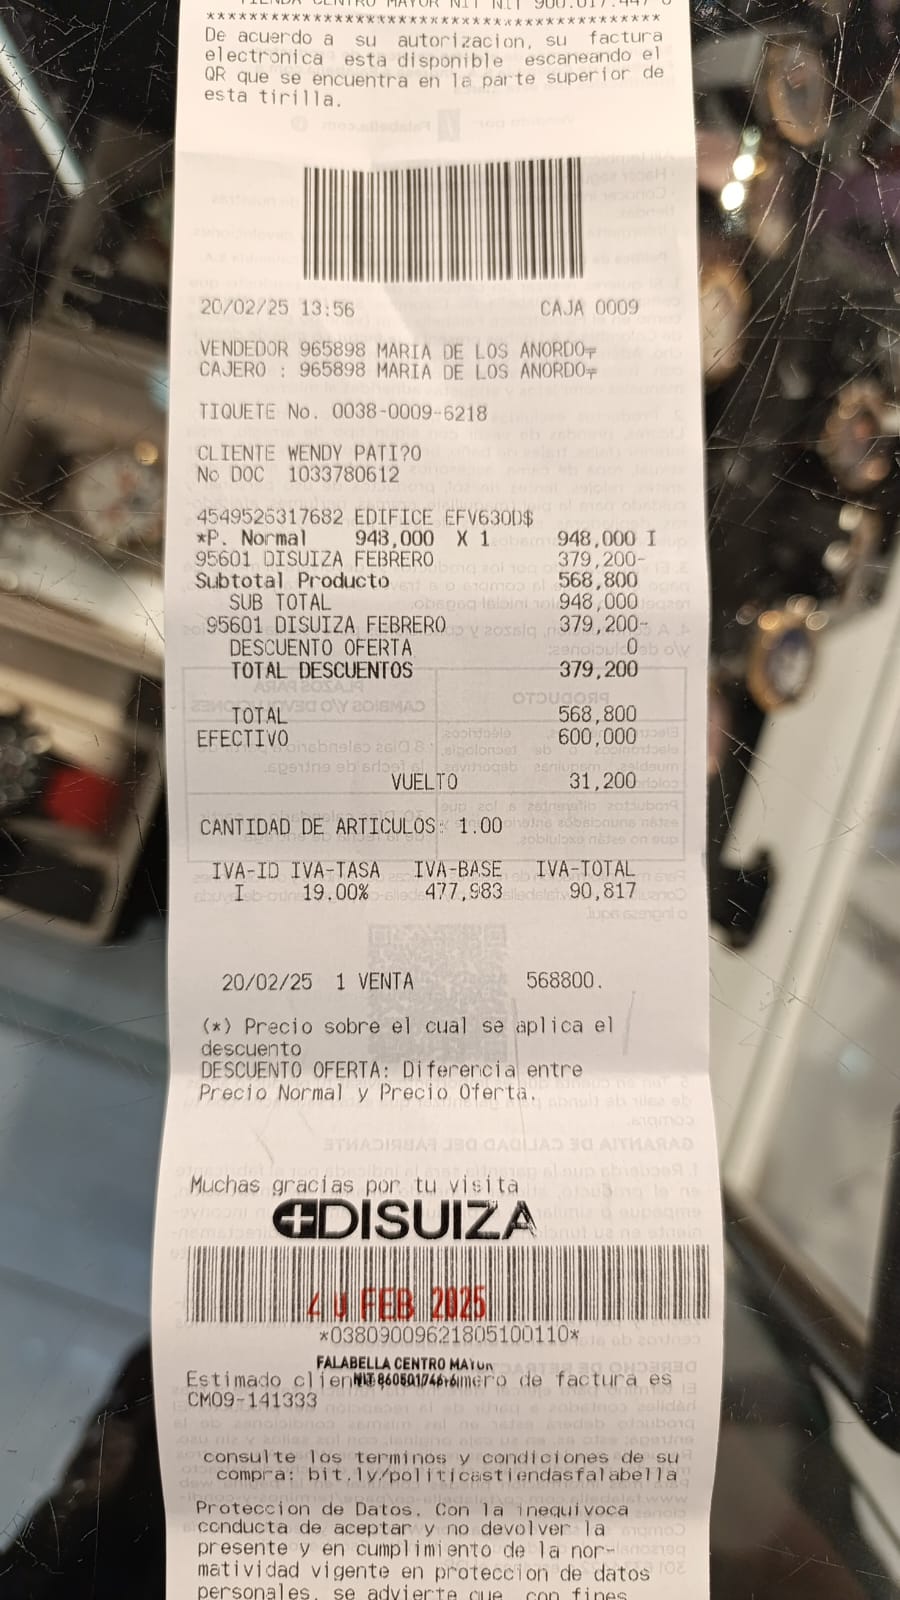 TIENDA CENTRO MAYOR NIT NIT 900.017.447 8
**************************************************
De acuerdo a su autorizacion, su factura
electronica esta disponible escaneando el
QR que se encuentra en la parte superior de
esta tirilla.
20/02/25 13:56 CAJA 0009
VENDEDOR 965898 MARIA DE LOS ANORDO╤
CAJERO : 965898 MARIA DE LOS ANORDO╤
TIQUETE No. 0038-0009-6218
CLIENTE WENDY PATI?O
No DOC 1033780612
4549526317682 EDIFICE EFV630D$
*P. Normal 948,000 X 1 948,000 I
95601 DISUIZA FEBRERO 379,200-
Subtotal Producto 568,800
SUB TOTAL 948,000
95601 DISUIZA FEBRERO 379,200-
DESCUENTO OFERTA 0
TOTAL DESCUENTOS 379,200
TOTAL 568,800
EFECTIVO 600,000
VUELTO 31,200
CANTIDAD DE ARTICULOS: 1.00
IVA-ID IVA-TASA IVA-BASE IVA-TOTAL
I 19.00% 477,983 90,817
20/02/25 1 VENTA 568800.
(*) Precio sobre el cual se aplica el
descuento
DESCUENTO OFERTA: Diferencia entre
Precio Normal y Precio Oferta.
Muchas gracias por tu visita
DISUIZA
FEB 2025
*03809009621805100110*
FALABELLA CENTRO MAYOR
Estimado clien NIT mero de factura es
CM09-141333
consulte los terminos y condiciones de su
compra: bit.ly/politicastiendasfalabella
Proteccion de Datos. Con la inequivoca
conducta de aceptar y no devolver la
presente y en cumplimiento de la nor-
matividad vigente en proteccion de datos
personales, se advierte que, con fines